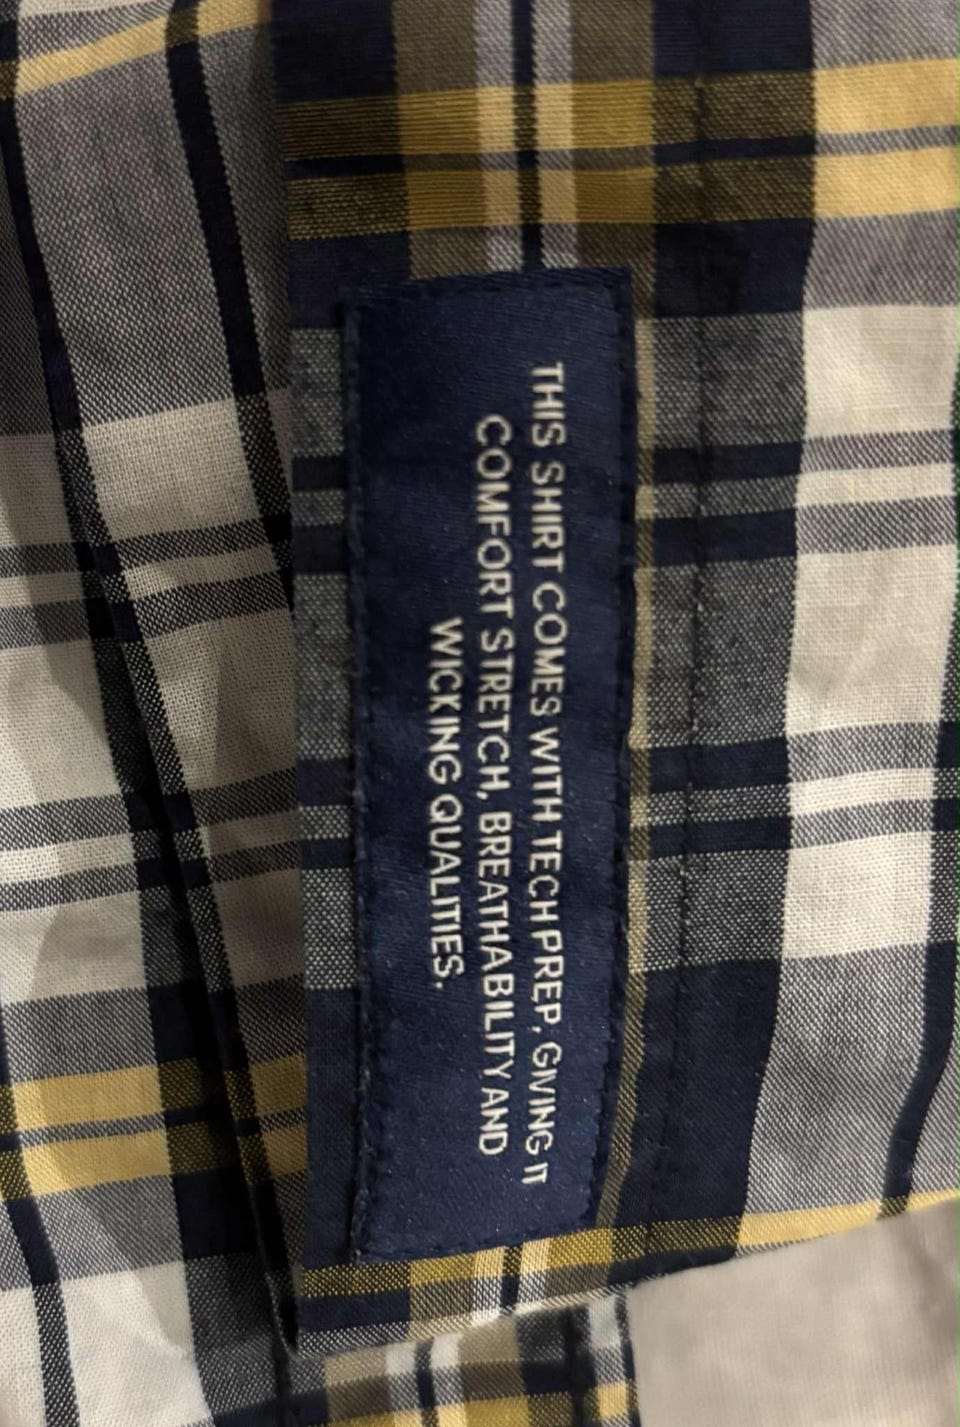 THIS SHIRT COMES WITH TECH PREP, GIVING IT
COMFORT STRETCH, BREATHABILITY AND
WICKING QUALITIES.